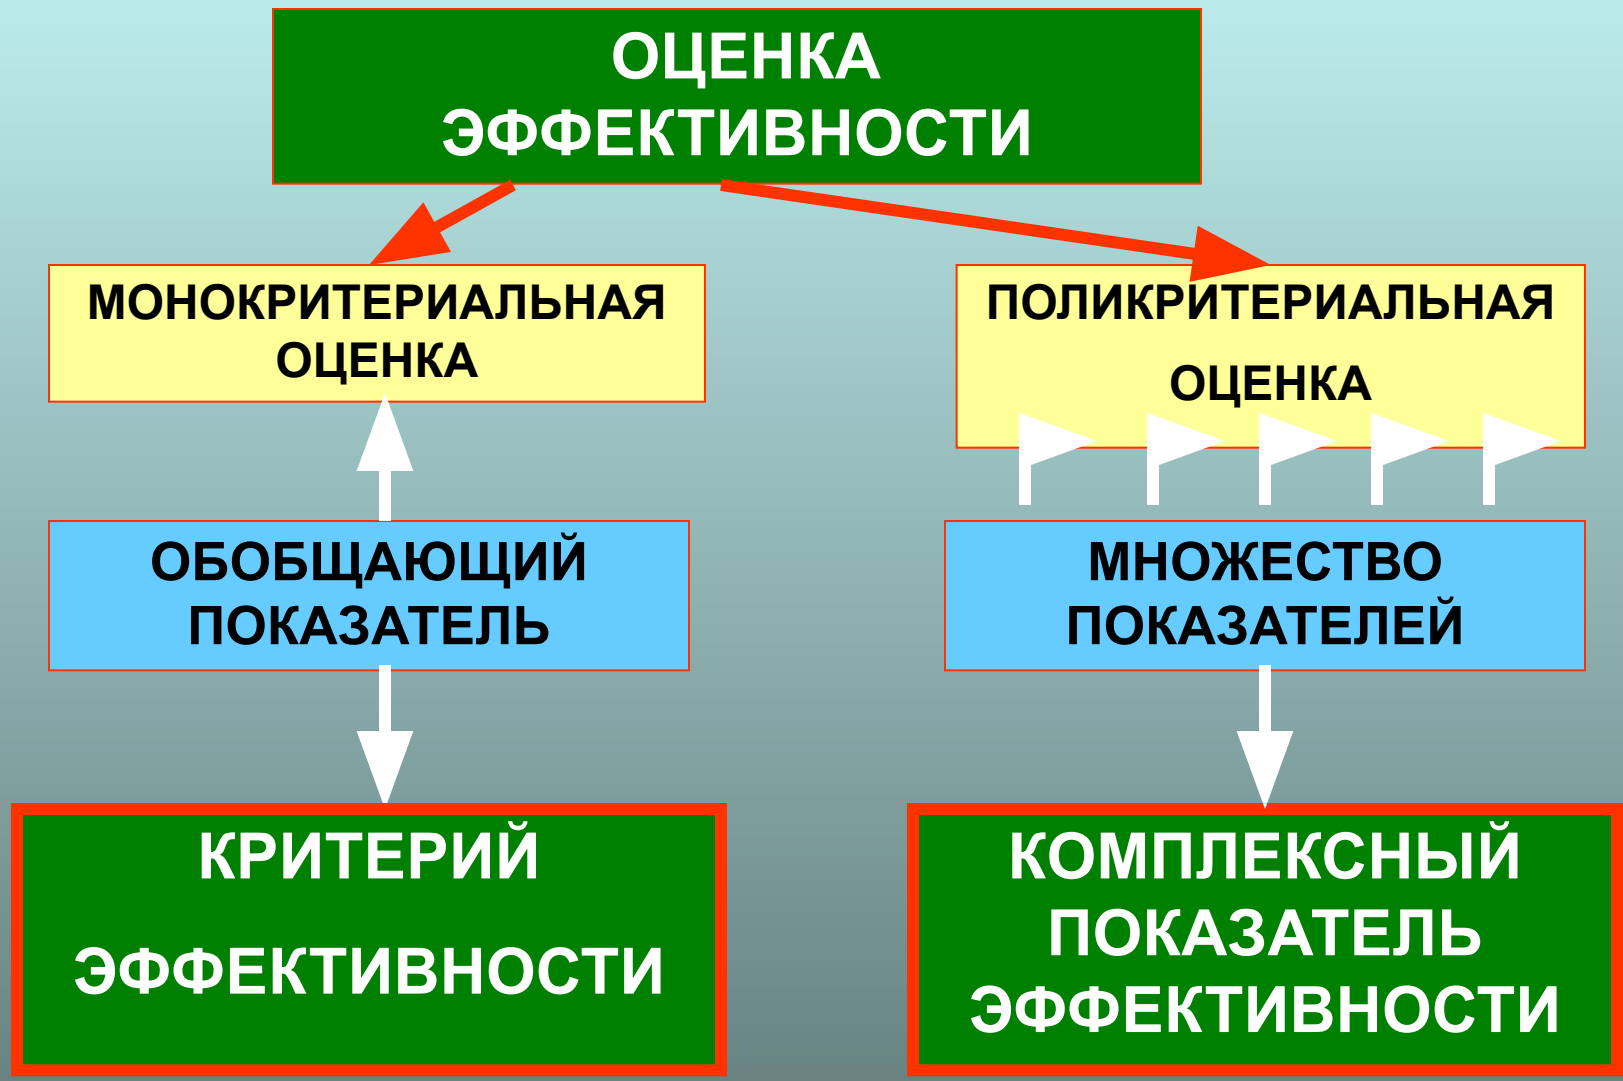 ОЦЕНКА
ЭФФЕКТИВНОСТИ
МОНОКРИТЕРИАЛЬНАЯ
ОЦЕНКА
ПОЛИКРИТЕРИАЛЬНАЯ
ОЦЕНКА
ОБОБЩАЮЩИЙ
ПОКАЗАТЕЛЬ
МНОЖЕСТВО
ПОКАЗАТЕЛЕЙ
КРИТЕРИЙ
ЭФФЕКТИВНОСТИ
КОМПЛЕКСНЫЙ
ПОКАЗАТЕЛЬ
ЭФФЕКТИВНОСТИ